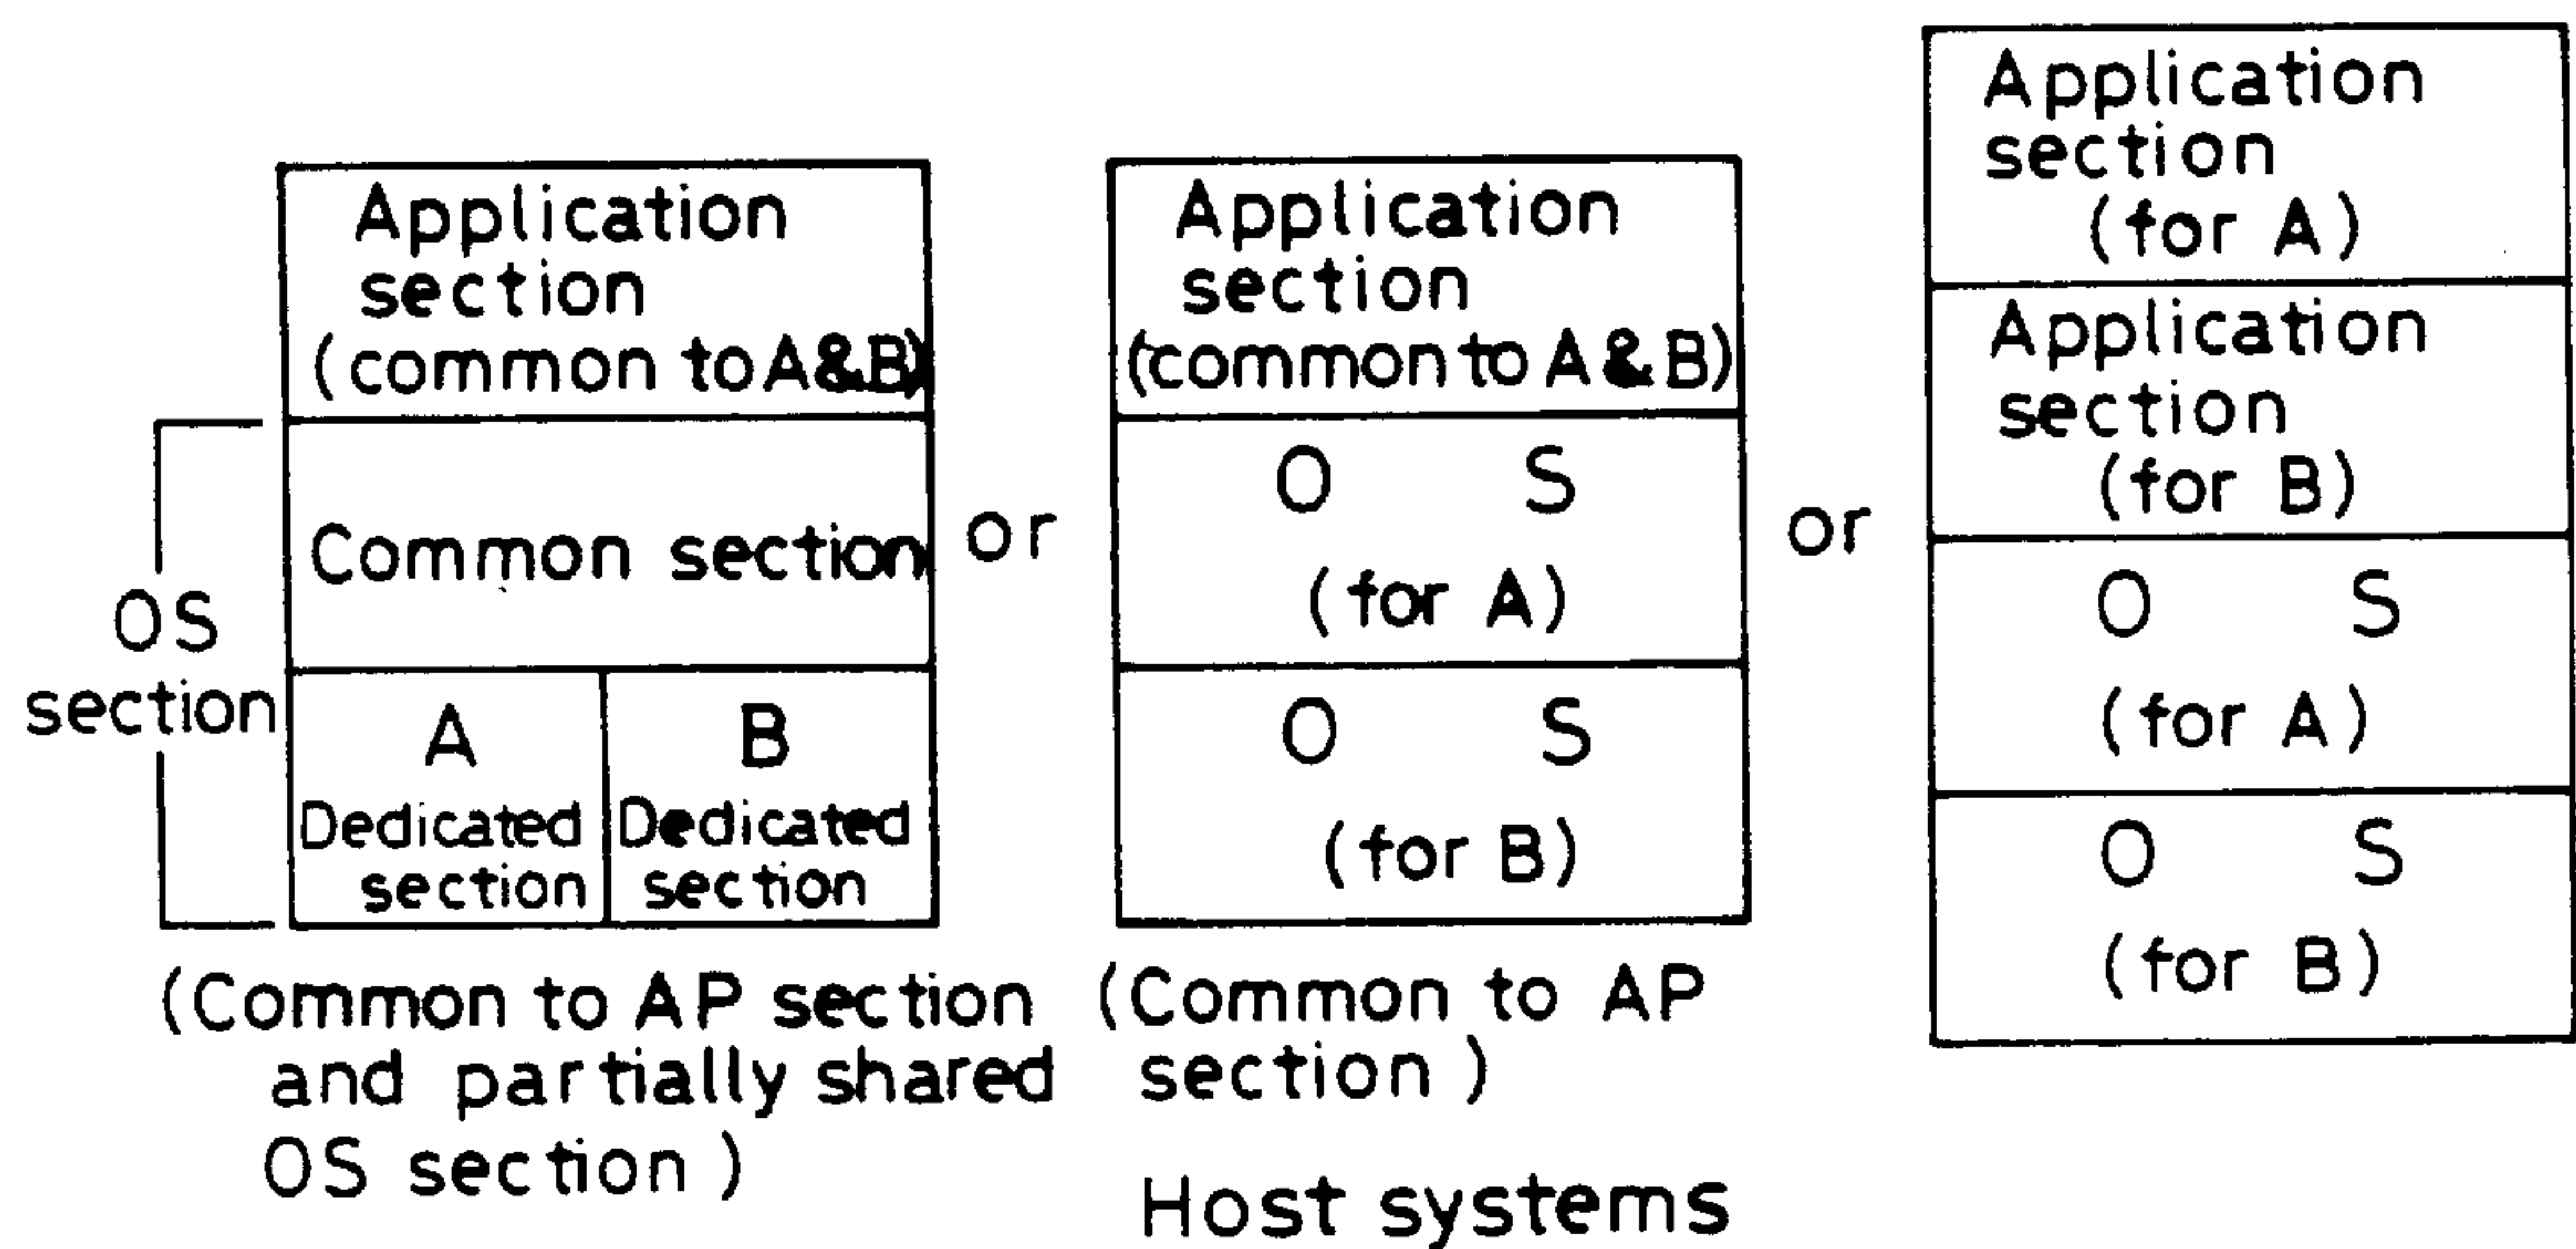 Application
section
(common to A&B)
Common section
OS
section
A
Dedicated
section
B
Dedicated
section
(Common to AP section
and partially shared
OS section)
or
Application
section
(common to A&B)
O S
(for A)
O S
(for B)
(Common to AP
section)
or
Application
section
(for A)
Application
section
(for B)
O S
(for A)
O S
(for B)
Host systems